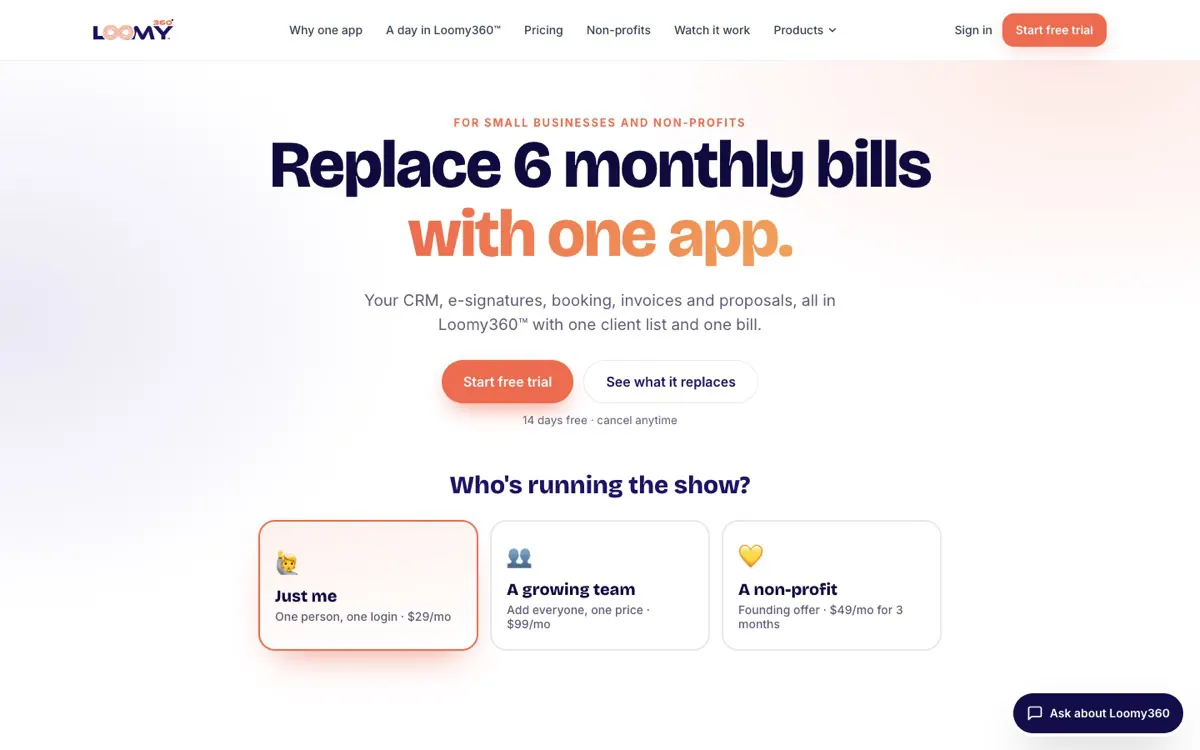 LOOMY 360
Why one app
A day in Loomy360™
Pricing
Non-profits
Watch it work
Products
Sign in
Start free trial
FOR SMALL BUSINESSES AND NON-PROFITS
Replace 6 monthly bills
with one app.
Your CRM, e-signatures, booking, invoices and proposals, all in
Loomy360™ with one client list and one bill.
Start free trial
See what it replaces
14 days free · cancel anytime
Who's running the show?
Just me
One person, one login · $29/mo
A growing team
Add everyone, one price ·
$99/mo
A non-profit
Founding offer · $49/mo for 3
months
Ask about Loomy360